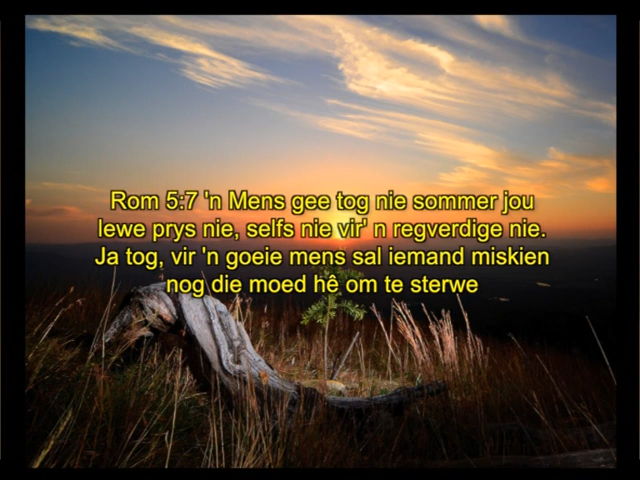 Rom 5:7 'n Mens gee tog nie sommer jou
lewe prys nie, selfs nie vir' n regverdige nie.
Ja tog, vir 'n goeie mens sal iemand miskien
nog die moed hê om te sterwe